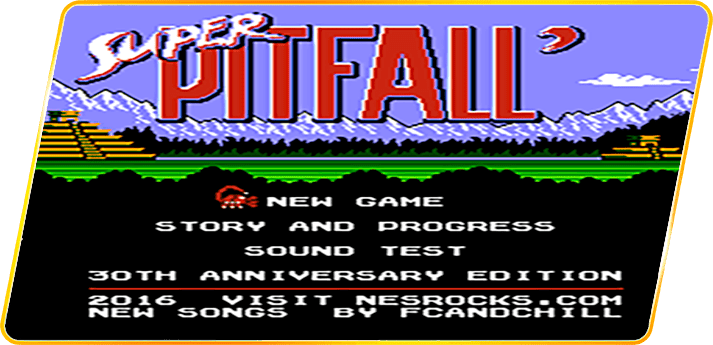 SUPER
PITFALL'
NEW GAME
STORY AND PROGRESS
SOUND TEST
30TH ANNIVERSARY EDITION
2016 VISIT NESROCKS.COM
NEW SONGS BY FCANDCHILL